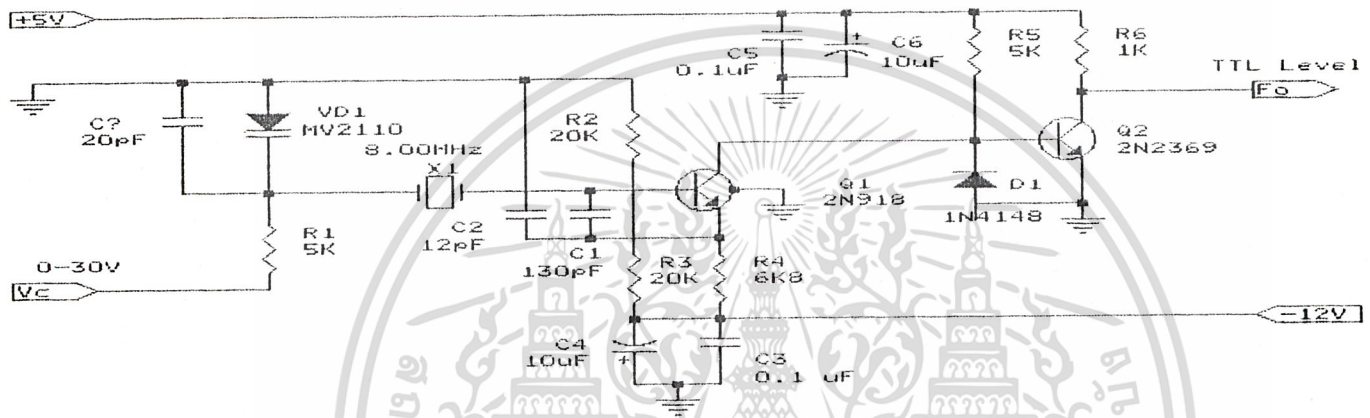 +5V
C5
0.1uF
C6
10uF
R5
5K
R6
1K
TTL Level
Fo
C?
20pF
VD1
MV2110
8.00MHz
X1
R2
20K
Q2
2N2369
Q1
2N918
D1
1N4148
R1
5K
C2
12pF
C1
130pF
R3
20K
R4
6K8
0-30V
Vc
-12V
C4
10uF
C3
0.1 uF